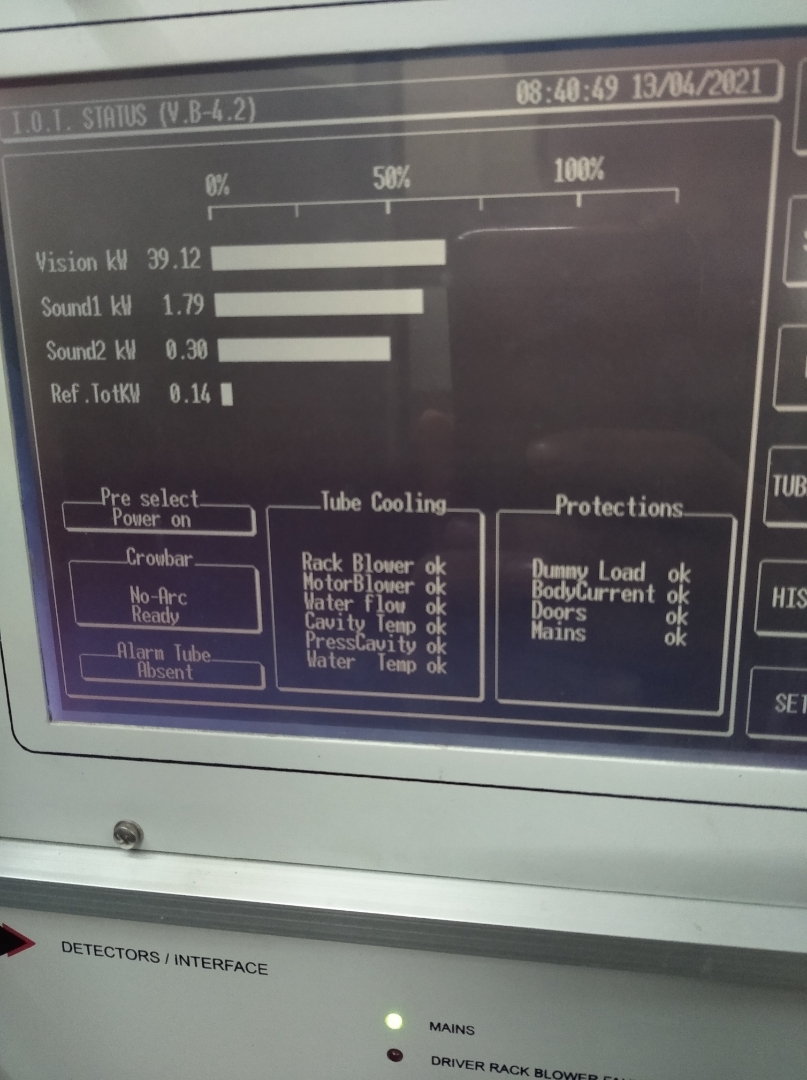 I.O.T. STATUS (V.B-4.2) 08:40:49 13/04/2021
0% 50% 100%
Vision kW 39.12
Sound1 kW 1.79
Sound2 kW 0.30
Ref.TotKW 0.14
Pre select
Power on
Crowbar
No-Arc
Ready
Alarm Tube
Absent
Tube Cooling
Rack Blower ok
MotorBlower ok
Water flow ok
Cavity Temp ok
PressCavity ok
Water Temp ok
Protections
Dummy Load ok
BodyCurrent ok
Doors ok
Mains ok
TUB
HIS
SET
DETECTORS / INTERFACE
MAINS
DRIVER RACK BLOWER